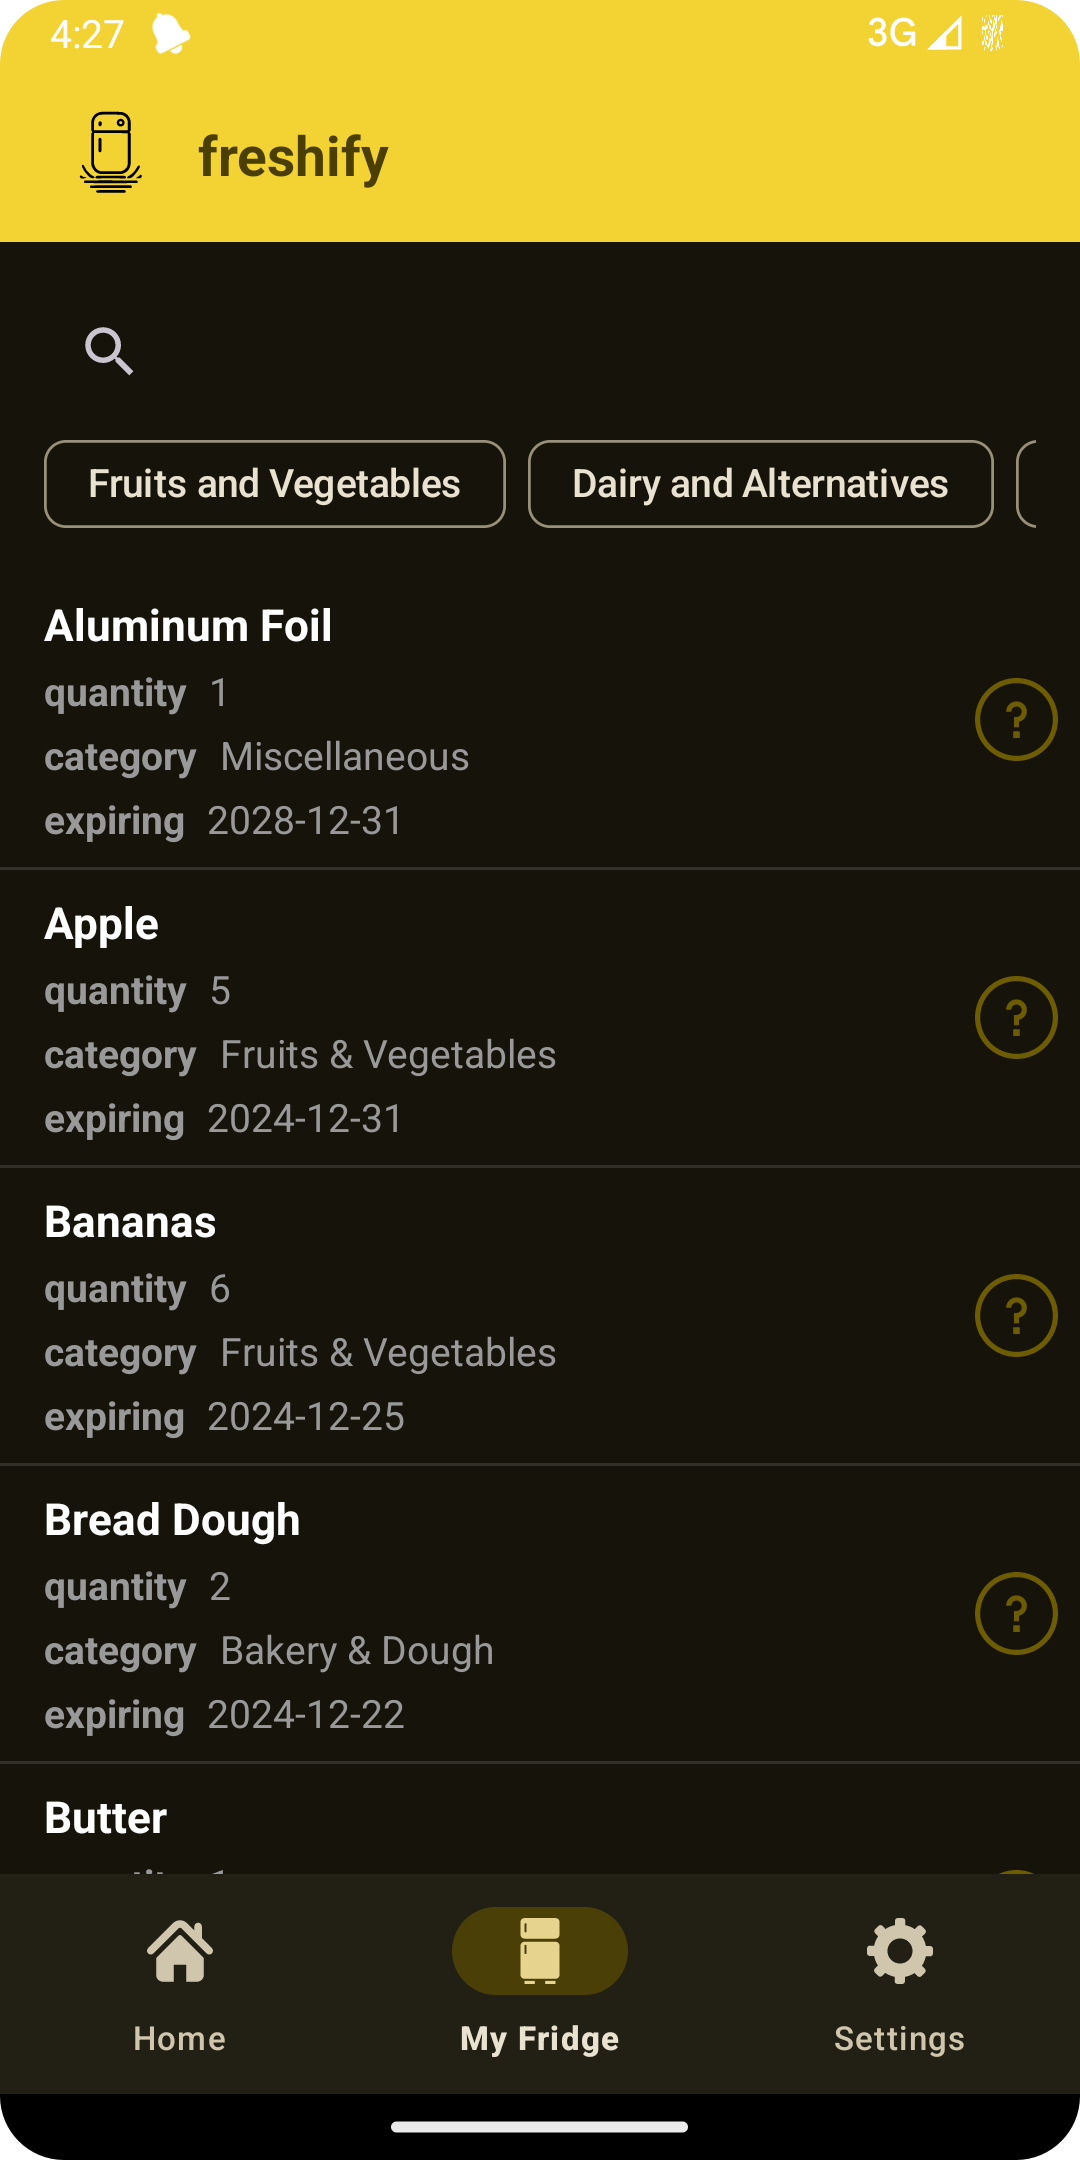 4:27
3G
freshify
Fruits and Vegetables
Dairy and Alternatives
Aluminum Foil
quantity 1
?
category Miscellaneous
expiring 2028-12-31
Apple
quantity 5
?
category Fruits & Vegetables
expiring 2024-12-31
Bananas
quantity 6
?
category Fruits & Vegetables
expiring 2024-12-25
Bread Dough
quantity 2
?
category Bakery & Dough
expiring 2024-12-22
Butter
Home
My Fridge
Settings